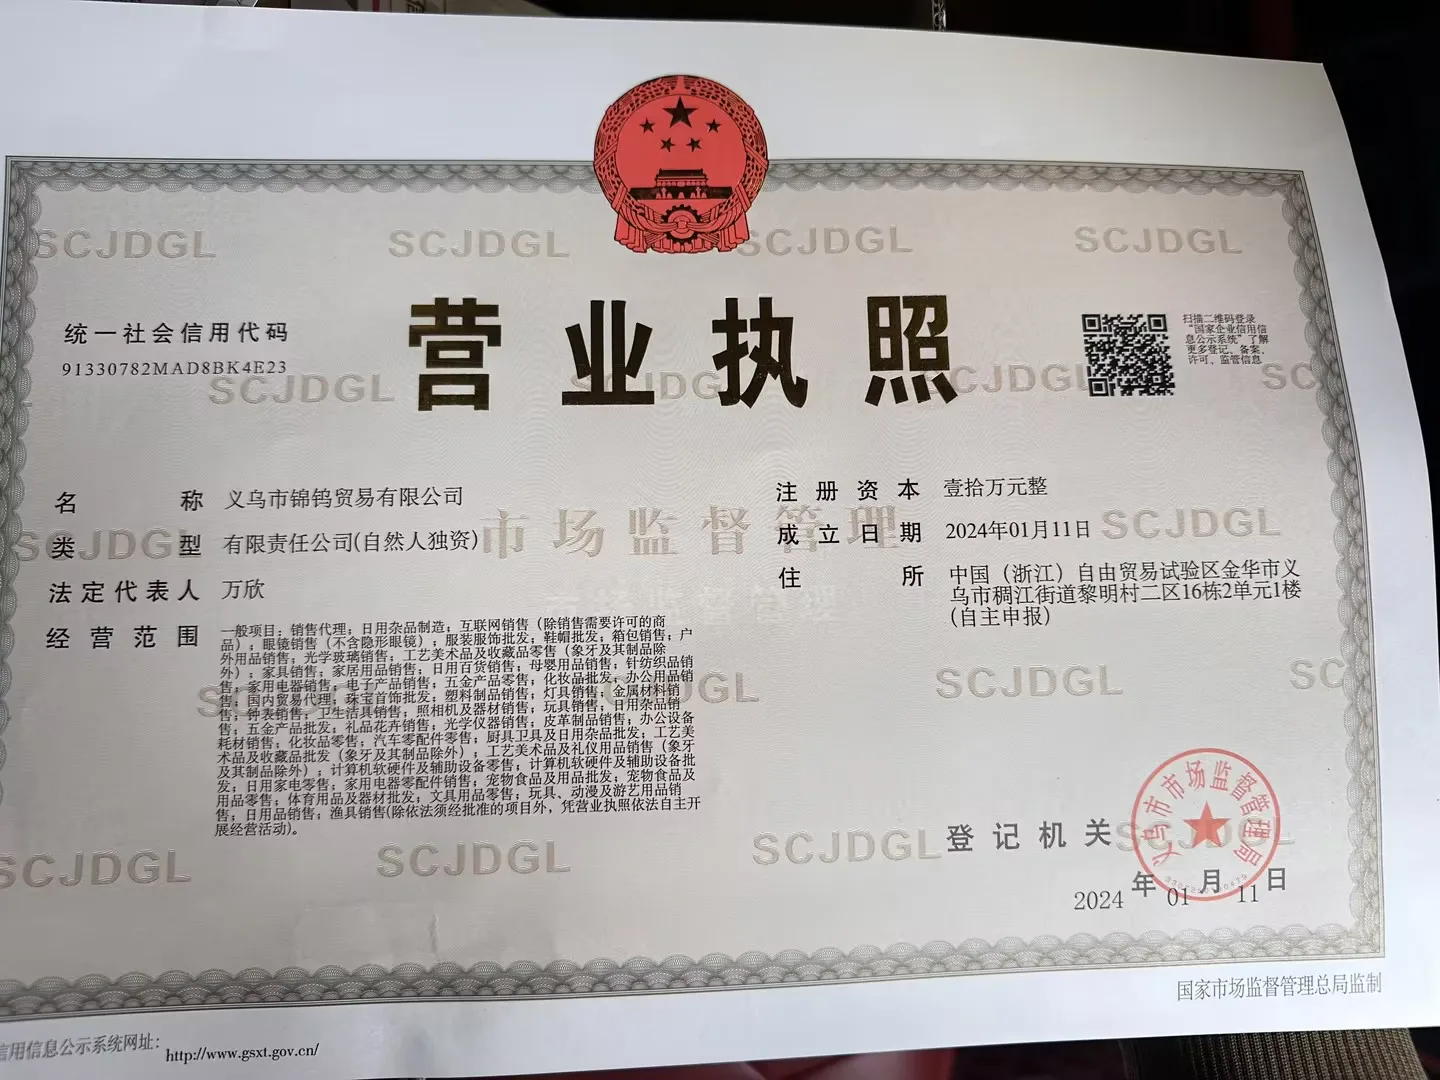 营业执照
统一社会信用代码
91330782MAD8BK4E23
扫描二维码登录
“国家企业信用信
息公示系统”了解
更多登记、备案、
许可、监管信息
名 称 义乌市锦钨贸易有限公司
类 型 有限责任公司(自然人独资)
法定代表人 万欣
经营范围 一般项目：销售代理；日用杂品制造；互联网销售（除销售需要许可的商
品）；眼镜销售（不含隐形眼镜）；服装服饰批发；鞋帽批发；箱包销售；户
外用品销售；光学玻璃销售；工艺美术品及收藏品零售（象牙及其制品除
外）；家具销售；家居用品销售；日用百货销售；母婴用品销售；针纺织品销
售；家用电器销售；电子产品销售；五金产品零售；化妆品批发；办公用品销
售；国内贸易代理；珠宝首饰批发；塑料制品销售；灯具销售；金属材料销
售；钟表销售；卫生洁具销售；照相机及器材销售；玩具销售；日用杂品销
售；五金产品批发；礼品花卉销售；光学仪器销售；皮革制品销售；办公设备
耗材销售；化妆品零售；汽车零配件零售；厨具卫具及日用杂品批发；工艺美
术品及收藏品批发（象牙及其制品除外）；工艺美术品及礼仪用品销售（象牙
及其制品除外）；计算机软硬件及辅助设备零售；计算机软硬件及辅助设备批
发；日用家电零售；家用电器零配件销售；宠物食品及用品批发；宠物食品及
用品零售；体育用品及器材批发；文具用品零售；玩具、动漫及游艺用品销
售；日用品销售；渔具销售(除依法须经批准的项目外，凭营业执照依法自主开
展经营活动)。
注册资本 壹拾万元整
成立日期 2024年01月11日
住 所 中国（浙江）自由贸易试验区金华市义
乌市稠江街道黎明村二区16栋2单元1楼
(自主申报)
登记机关
义乌市市场监督管理局
2024 年 01 月 11 日
SCJDGL
市场监督管理
信用信息公示系统网址：http://www.gsxt.gov.cn/
国家市场监督管理总局监制